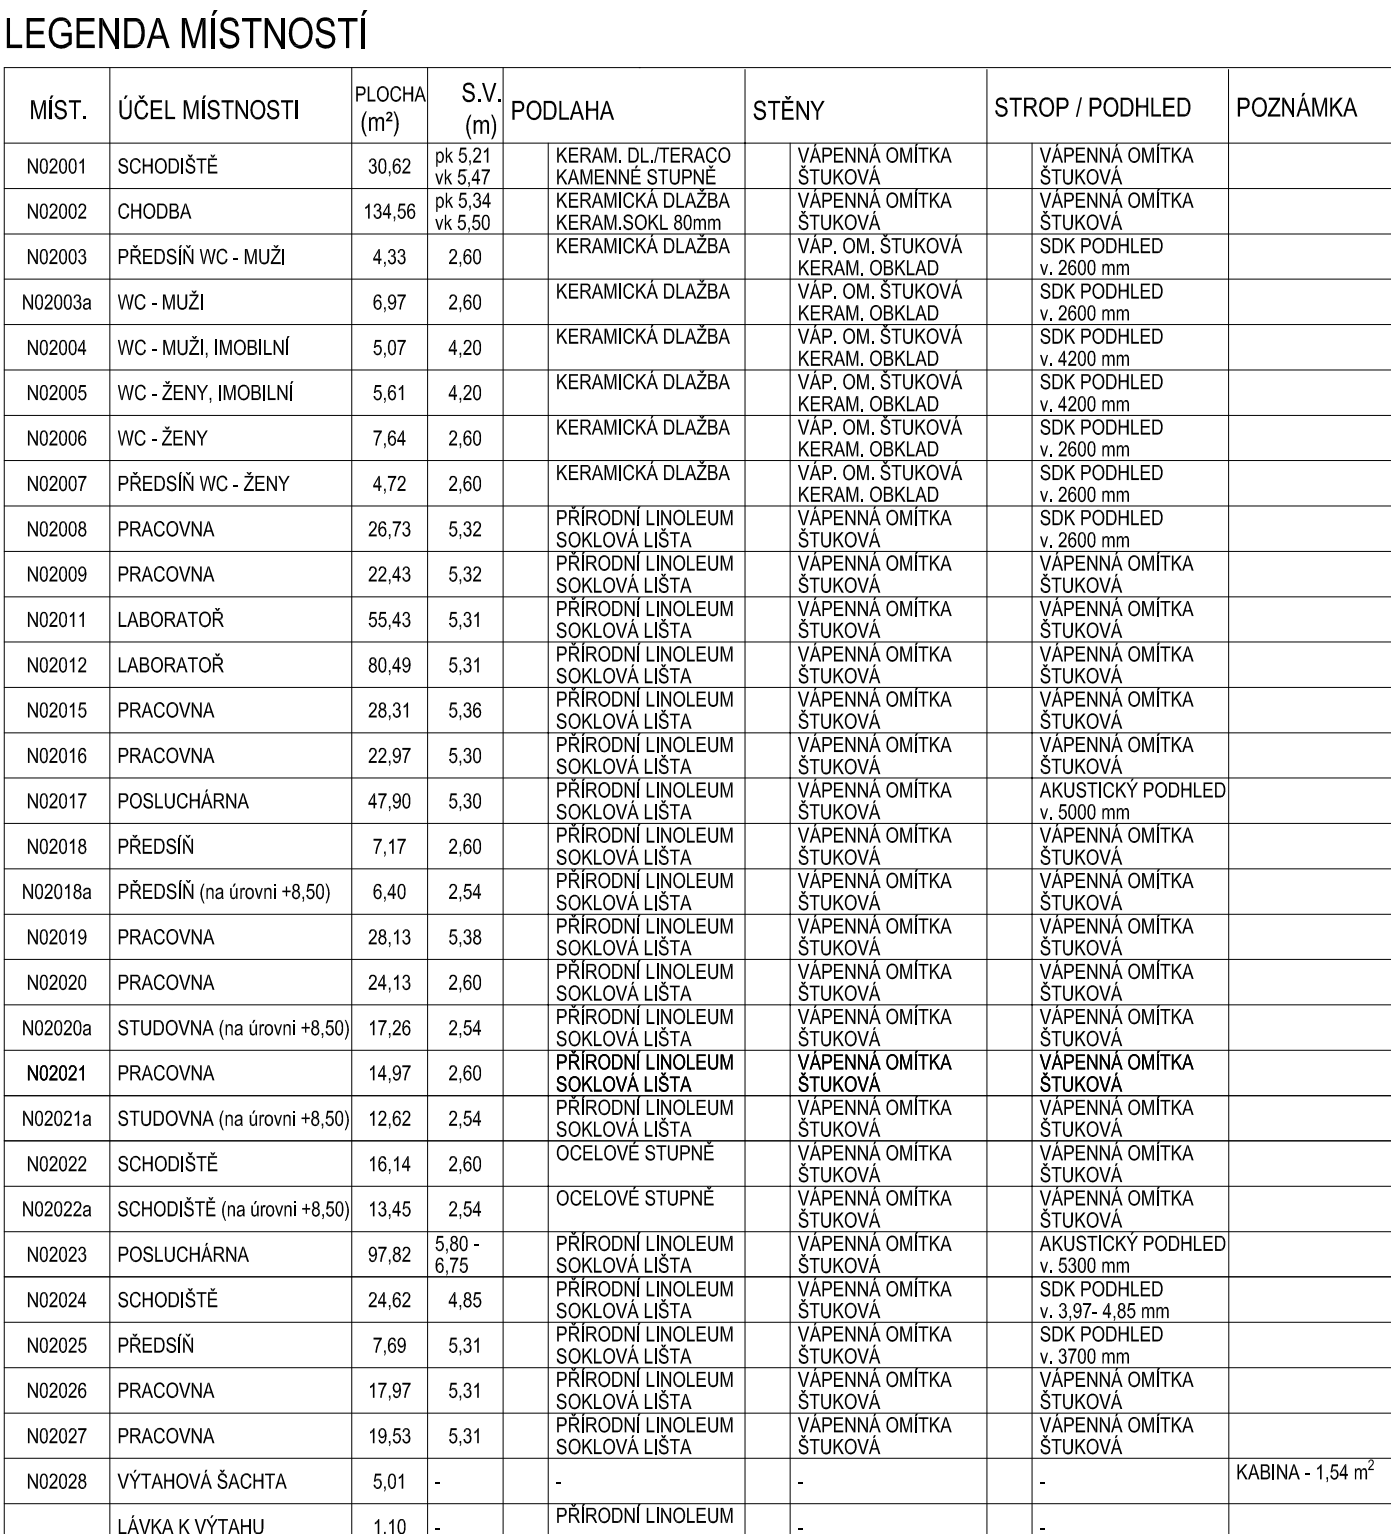 LEGENDA MÍSTNOSTÍ
MÍST. ÚČEL MÍSTNOSTI PLOCHA (m²) S.V. (m) PODLAHA STĚNY STROP / PODHLED POZNÁMKA
N02001 SCHODIŠTĚ 30,62 pk 5,21 vk 5,47 KERAM. DL./TERACO KAMENNÉ STUPNĚ VÁPENNÁ OMÍTKA ŠTUKOVÁ VÁPENNÁ OMÍTKA ŠTUKOVÁ
N02002 CHODBA 134,56 pk 5,34 vk 5,50 KERAMICKÁ DLAŽBA KERAM.SOKL 80mm VÁPENNÁ OMÍTKA ŠTUKOVÁ VÁPENNÁ OMÍTKA ŠTUKOVÁ
N02003 PŘEDSÍŇ WC - MUŽI 4,33 2,60 KERAMICKÁ DLAŽBA VÁP. OM. ŠTUKOVÁ KERAM. OBKLAD SDK PODHLED v. 2600 mm
N02003a WC - MUŽI 6,97 2,60 KERAMICKÁ DLAŽBA VÁP. OM. ŠTUKOVÁ KERAM. OBKLAD SDK PODHLED v. 2600 mm
N02004 WC - MUŽI, IMOBILNÍ 5,07 4,20 KERAMICKÁ DLAŽBA VÁP. OM. ŠTUKOVÁ KERAM. OBKLAD SDK PODHLED v. 4200 mm
N02005 WC - ŽENY, IMOBILNÍ 5,61 4,20 KERAMICKÁ DLAŽBA VÁP. OM. ŠTUKOVÁ KERAM. OBKLAD SDK PODHLED v. 4200 mm
N02006 WC - ŽENY 7,64 2,60 KERAMICKÁ DLAŽBA VÁP. OM. ŠTUKOVÁ KERAM. OBKLAD SDK PODHLED v. 2600 mm
N02007 PŘEDSÍŇ WC - ŽENY 4,72 2,60 KERAMICKÁ DLAŽBA VÁP. OM. ŠTUKOVÁ KERAM. OBKLAD SDK PODHLED v. 2600 mm
N02008 PRACOVNA 26,73 5,32 PŘÍRODNÍ LINOLEUM SOKLOVÁ LIŠTA VÁPENNÁ OMÍTKA ŠTUKOVÁ SDK PODHLED v. 2600 mm
N02009 PRACOVNA 22,43 5,32 PŘÍRODNÍ LINOLEUM SOKLOVÁ LIŠTA VÁPENNÁ OMÍTKA ŠTUKOVÁ VÁPENNÁ OMÍTKA ŠTUKOVÁ
N02011 LABORATOŘ 55,43 5,31 PŘÍRODNÍ LINOLEUM SOKLOVÁ LIŠTA VÁPENNÁ OMÍTKA ŠTUKOVÁ VÁPENNÁ OMÍTKA ŠTUKOVÁ
N02012 LABORATOŘ 80,49 5,31 PŘÍRODNÍ LINOLEUM SOKLOVÁ LIŠTA VÁPENNÁ OMÍTKA ŠTUKOVÁ VÁPENNÁ OMÍTKA ŠTUKOVÁ
N02015 PRACOVNA 28,31 5,36 PŘÍRODNÍ LINOLEUM SOKLOVÁ LIŠTA VÁPENNÁ OMÍTKA ŠTUKOVÁ VÁPENNÁ OMÍTKA ŠTUKOVÁ
N02016 PRACOVNA 22,97 5,30 PŘÍRODNÍ LINOLEUM SOKLOVÁ LIŠTA VÁPENNÁ OMÍTKA ŠTUKOVÁ VÁPENNÁ OMÍTKA ŠTUKOVÁ
N02017 POSLUCHÁRNA 47,90 5,30 PŘÍRODNÍ LINOLEUM SOKLOVÁ LIŠTA VÁPENNÁ OMÍTKA ŠTUKOVÁ AKUSTICKÝ PODHLED v. 5000 mm
N02018 PŘEDSÍŇ 7,17 2,60 PŘÍRODNÍ LINOLEUM SOKLOVÁ LIŠTA VÁPENNÁ OMÍTKA ŠTUKOVÁ VÁPENNÁ OMÍTKA ŠTUKOVÁ
N02018a PŘEDSÍŇ (na úrovni +8,50) 6,40 2,54 PŘÍRODNÍ LINOLEUM SOKLOVÁ LIŠTA VÁPENNÁ OMÍTKA ŠTUKOVÁ VÁPENNÁ OMÍTKA ŠTUKOVÁ
N02019 PRACOVNA 28,13 5,38 PŘÍRODNÍ LINOLEUM SOKLOVÁ LIŠTA VÁPENNÁ OMÍTKA ŠTUKOVÁ VÁPENNÁ OMÍTKA ŠTUKOVÁ
N02020 PRACOVNA 24,13 2,60 PŘÍRODNÍ LINOLEUM SOKLOVÁ LIŠTA VÁPENNÁ OMÍTKA ŠTUKOVÁ VÁPENNÁ OMÍTKA ŠTUKOVÁ
N02020a STUDOVNA (na úrovni +8,50) 17,26 2,54 PŘÍRODNÍ LINOLEUM SOKLOVÁ LIŠTA VÁPENNÁ OMÍTKA ŠTUKOVÁ VÁPENNÁ OMÍTKA ŠTUKOVÁ
N02021 PRACOVNA 14,97 2,60 PŘÍRODNÍ LINOLEUM SOKLOVÁ LIŠTA VÁPENNÁ OMÍTKA ŠTUKOVÁ VÁPENNÁ OMÍTKA ŠTUKOVÁ
N02021a STUDOVNA (na úrovni +8,50) 12,62 2,54 PŘÍRODNÍ LINOLEUM SOKLOVÁ LIŠTA VÁPENNÁ OMÍTKA ŠTUKOVÁ VÁPENNÁ OMÍTKA ŠTUKOVÁ
N02022 SCHODIŠTĚ 16,14 2,60 OCELOVÉ STUPNĚ VÁPENNÁ OMÍTKA ŠTUKOVÁ VÁPENNÁ OMÍTKA ŠTUKOVÁ
N02022a SCHODIŠTĚ (na úrovni +8,50) 13,45 2,54 OCELOVÉ STUPNĚ VÁPENNÁ OMÍTKA ŠTUKOVÁ VÁPENNÁ OMÍTKA ŠTUKOVÁ
N02023 POSLUCHÁRNA 97,82 5,80 - 6,75 PŘÍRODNÍ LINOLEUM SOKLOVÁ LIŠTA VÁPENNÁ OMÍTKA ŠTUKOVÁ AKUSTICKÝ PODHLED v. 5300 mm
N02024 SCHODIŠTĚ 24,62 4,85 PŘÍRODNÍ LINOLEUM SOKLOVÁ LIŠTA VÁPENNÁ OMÍTKA ŠTUKOVÁ SDK PODHLED v. 3,97- 4,85 mm
N02025 PŘEDSÍŇ 7,69 5,31 PŘÍRODNÍ LINOLEUM SOKLOVÁ LIŠTA VÁPENNÁ OMÍTKA ŠTUKOVÁ SDK PODHLED v. 3700 mm
N02026 PRACOVNA 17,97 5,31 PŘÍRODNÍ LINOLEUM SOKLOVÁ LIŠTA VÁPENNÁ OMÍTKA ŠTUKOVÁ VÁPENNÁ OMÍTKA ŠTUKOVÁ
N02027 PRACOVNA 19,53 5,31 PŘÍRODNÍ LINOLEUM SOKLOVÁ LIŠTA VÁPENNÁ OMÍTKA ŠTUKOVÁ VÁPENNÁ OMÍTKA ŠTUKOVÁ
N02028 VÝTAHOVÁ ŠACHTA 5,01 - - - - KABINA - 1,54 m²
LÁVKA K VÝTAHU 1,10 - PŘÍRODNÍ LINOLEUM - -